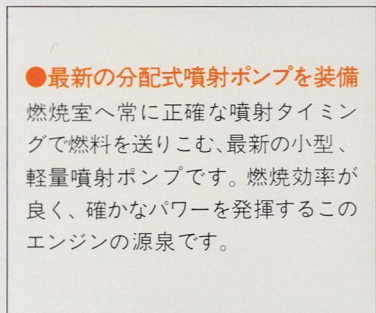 ●最新の分配式噴射ポンプを装備
燃焼室へ常に正確な噴射タイミン
グで燃料を送りこむ、最新の小型、
軽量噴射ポンプです。燃焼効率が
良く、確かなパワーを発揮するこの
エンジンの源泉です。